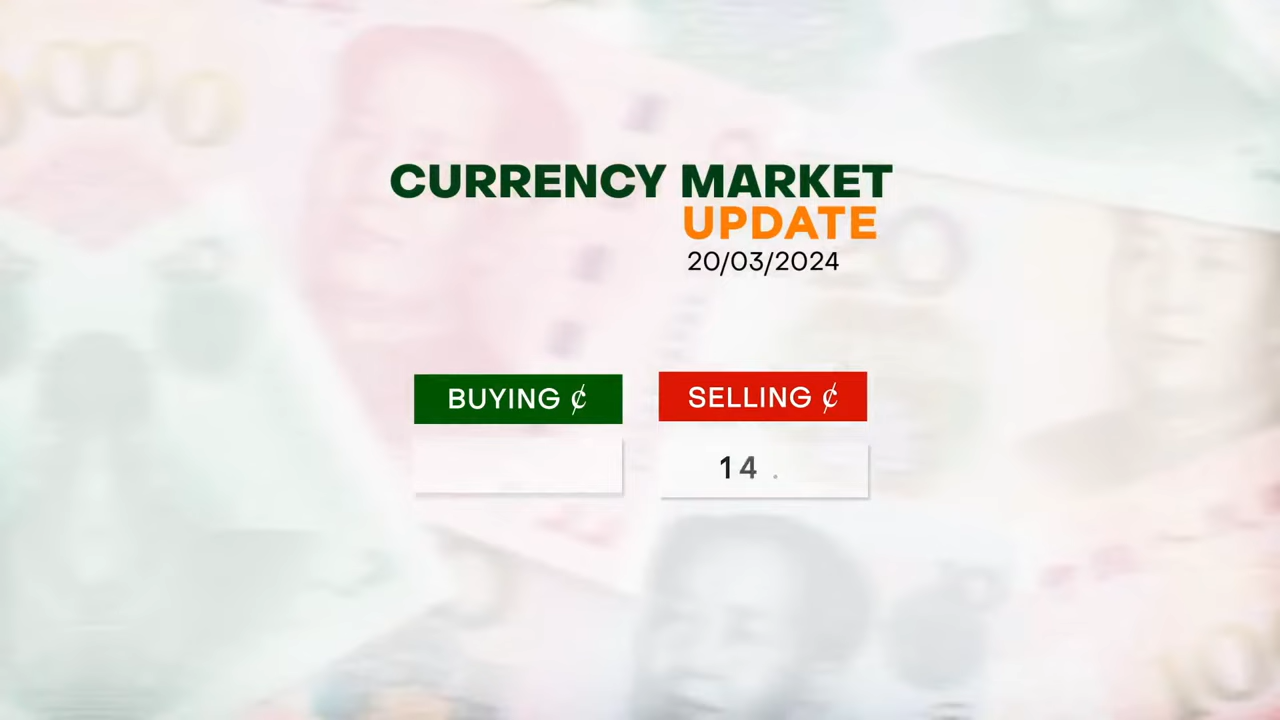 CURRENCY MARKET
UPDATE
20/03/2024
BUYING ₵
SELLING ₵
14 .